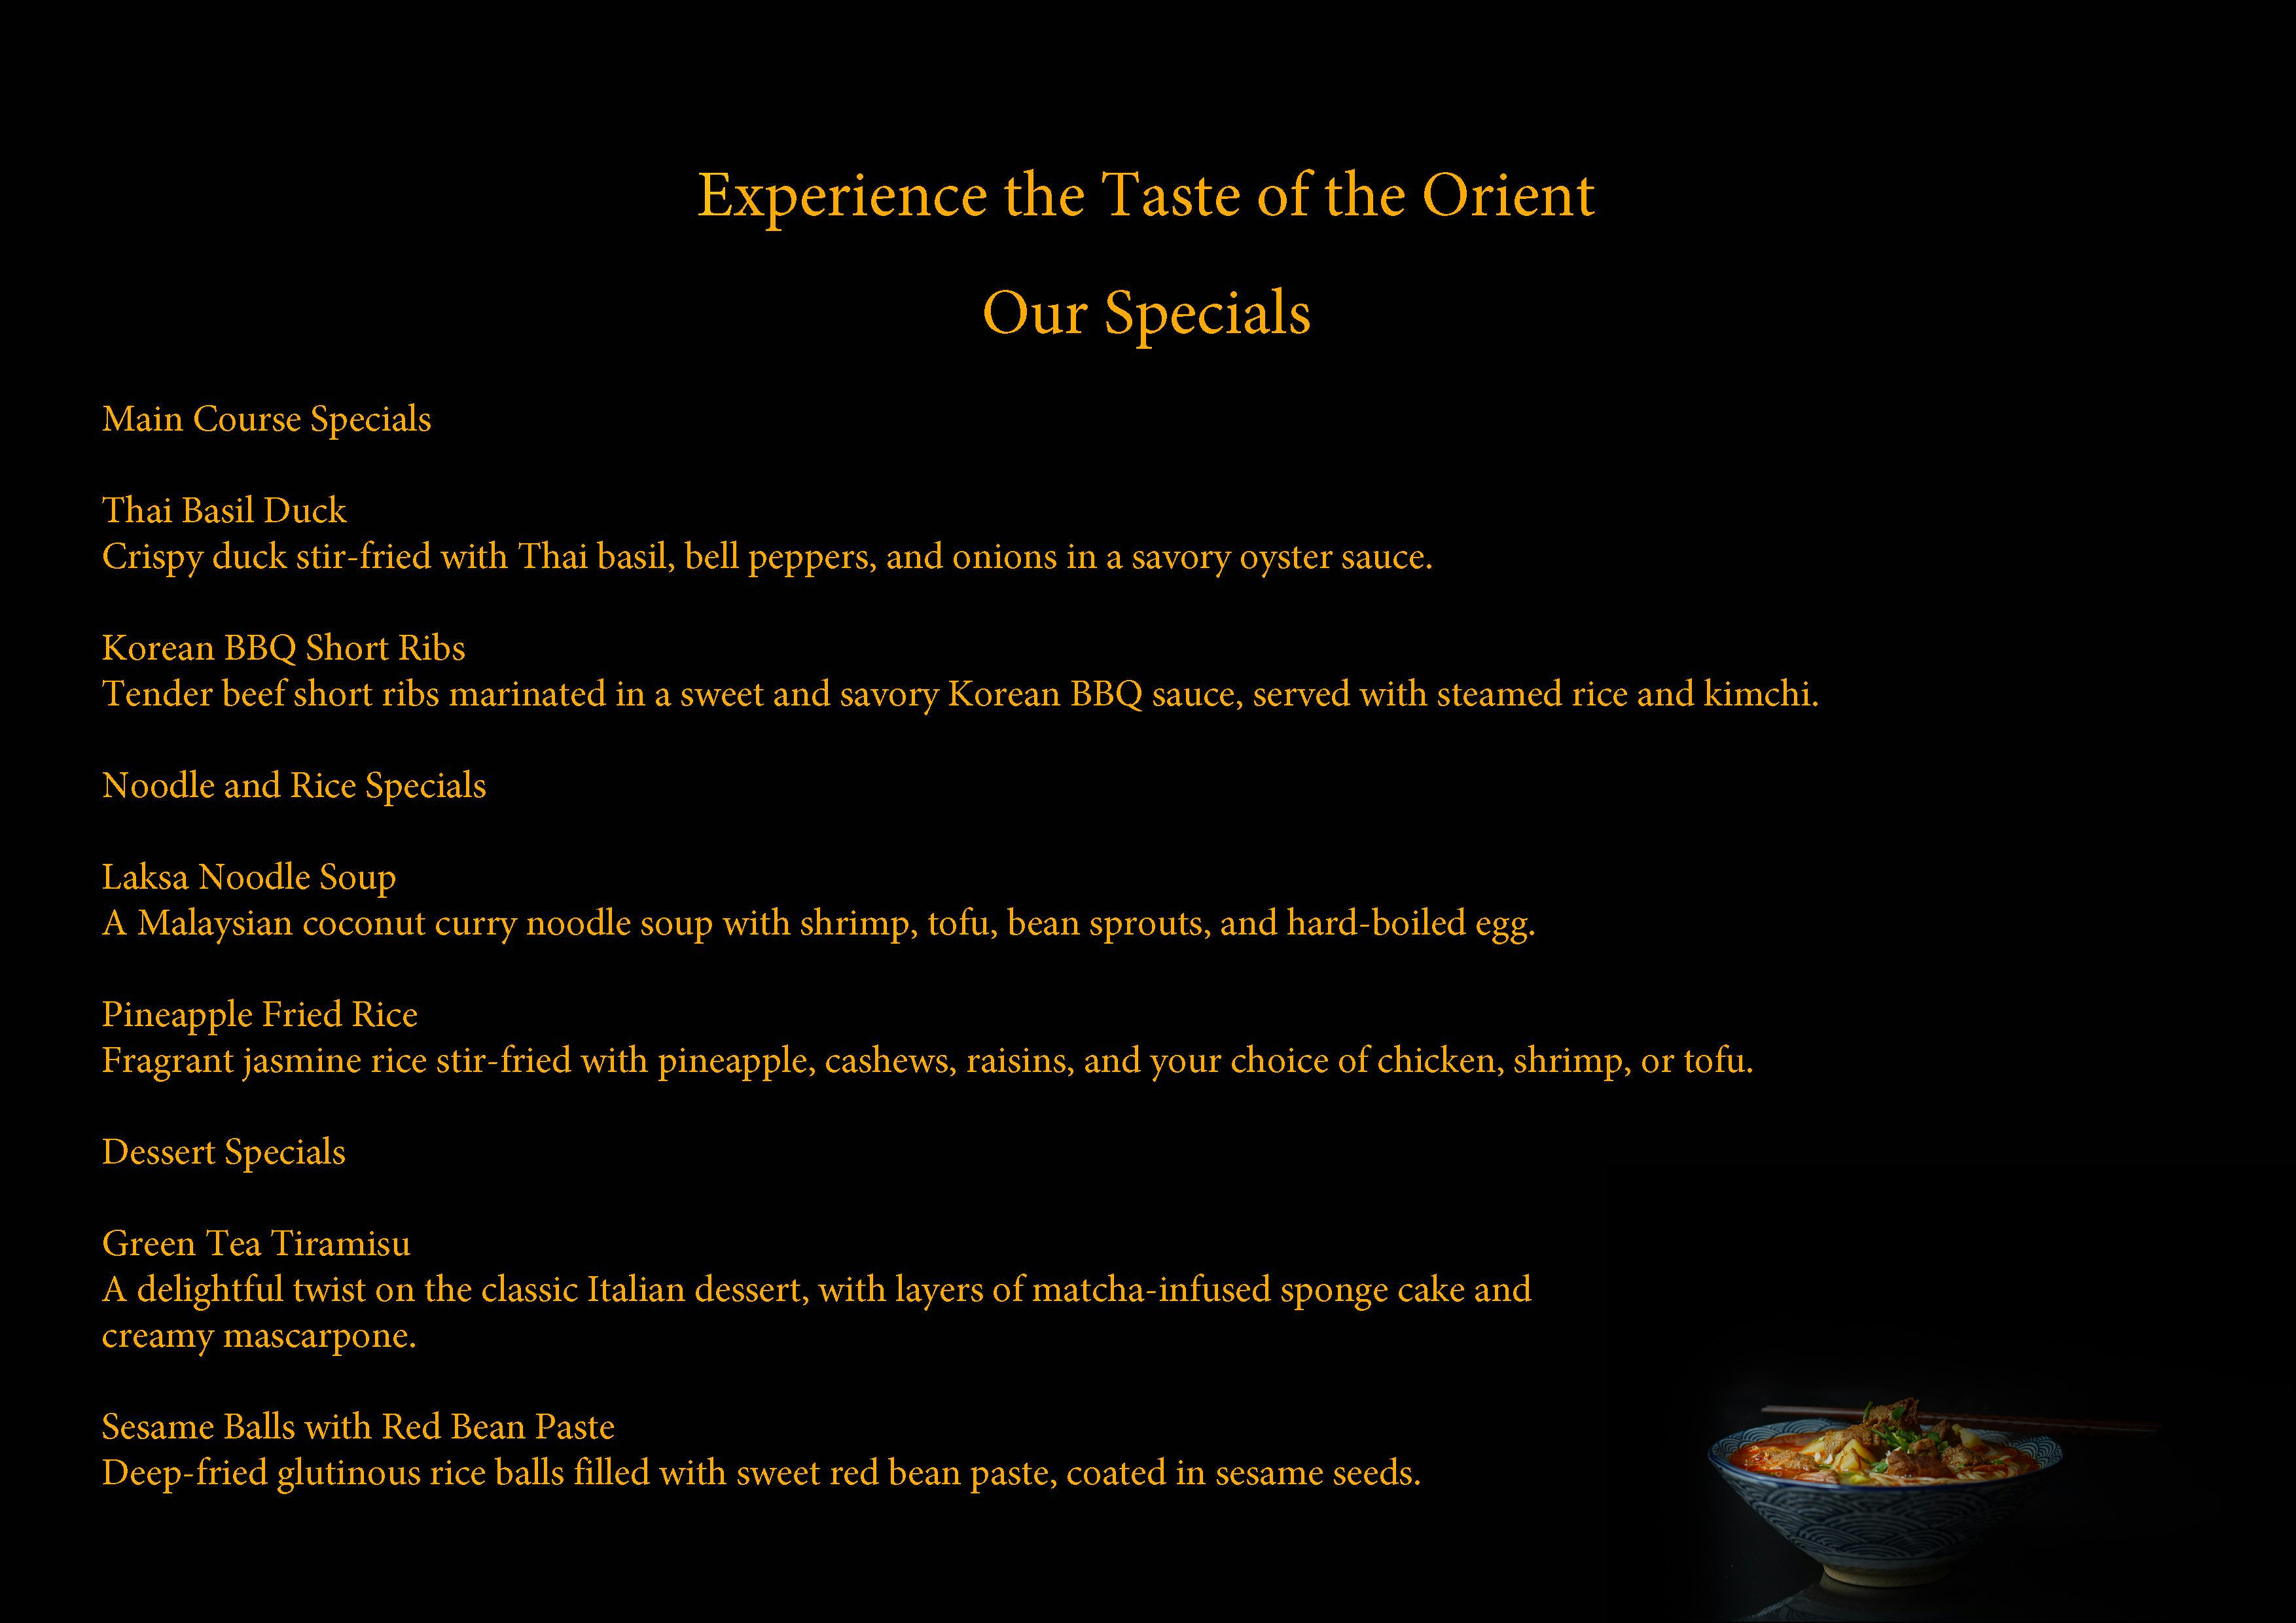 Experience the Taste of the Orient
Our Specials
Main Course Specials
Thai Basil Duck
Crispy duck stir-fried with Thai basil, bell peppers, and onions in a savory oyster sauce.
Korean BBQ Short Ribs
Tender beef short ribs marinated in a sweet and savory Korean BBQ sauce, served with steamed rice and kimchi.
Noodle and Rice Specials
Laksa Noodle Soup
A Malaysian coconut curry noodle soup with shrimp, tofu, bean sprouts, and hard-boiled egg.
Pineapple Fried Rice
Fragrant jasmine rice stir-fried with pineapple, cashews, raisins, and your choice of chicken, shrimp, or tofu.
Dessert Specials
Green Tea Tiramisu
A delightful twist on the classic Italian dessert, with layers of matcha-infused sponge cake and
creamy mascarpone.
Sesame Balls with Red Bean Paste
Deep-fried glutinous rice balls filled with sweet red bean paste, coated in sesame seeds.